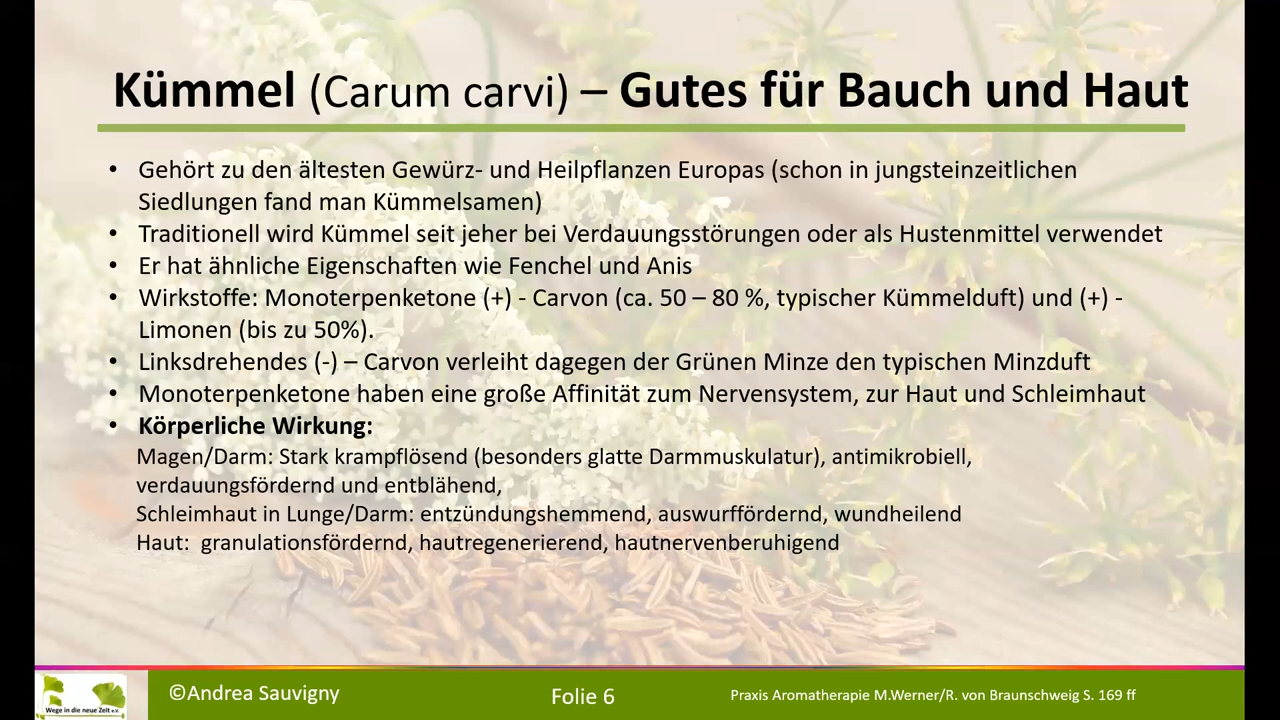 Kümmel (Carum carvi) – Gutes für Bauch und Haut
• Gehört zu den ältesten Gewürz- und Heilpflanzen Europas (schon in jungsteinzeitlichen
Siedlungen fand man Kümmelsamen)
• Traditionell wird Kümmel seit jeher bei Verdauungsstörungen oder als Hustenmittel verwendet
• Er hat ähnliche Eigenschaften wie Fenchel und Anis
• Wirkstoffe: Monoterpenketone (+) - Carvon (ca. 50 – 80 %, typischer Kümmelduft) und (+) -
Limonen (bis zu 50%).
• Linksdrehendes (-) – Carvon verleiht dagegen der Grünen Minze den typischen Minzduft
• Monoterpenketone haben eine große Affinität zum Nervensystem, zur Haut und Schleimhaut
• Körperliche Wirkung:
Magen/Darm: Stark krampflösend (besonders glatte Darmmuskulatur), antimikrobiell,
verdauungsfördernd und entblähend,
Schleimhaut in Lunge/Darm: entzündungshemmend, auswurffördernd, wundheilend
Haut: granulationsfördernd, hautregenerierend, hautnervenberuhigend
Wege in die neue Zeit e.V.
©Andrea Sauvigny
Folie 6
Praxis Aromatherapie M.Werner/R. von Braunschweig S. 169 ff